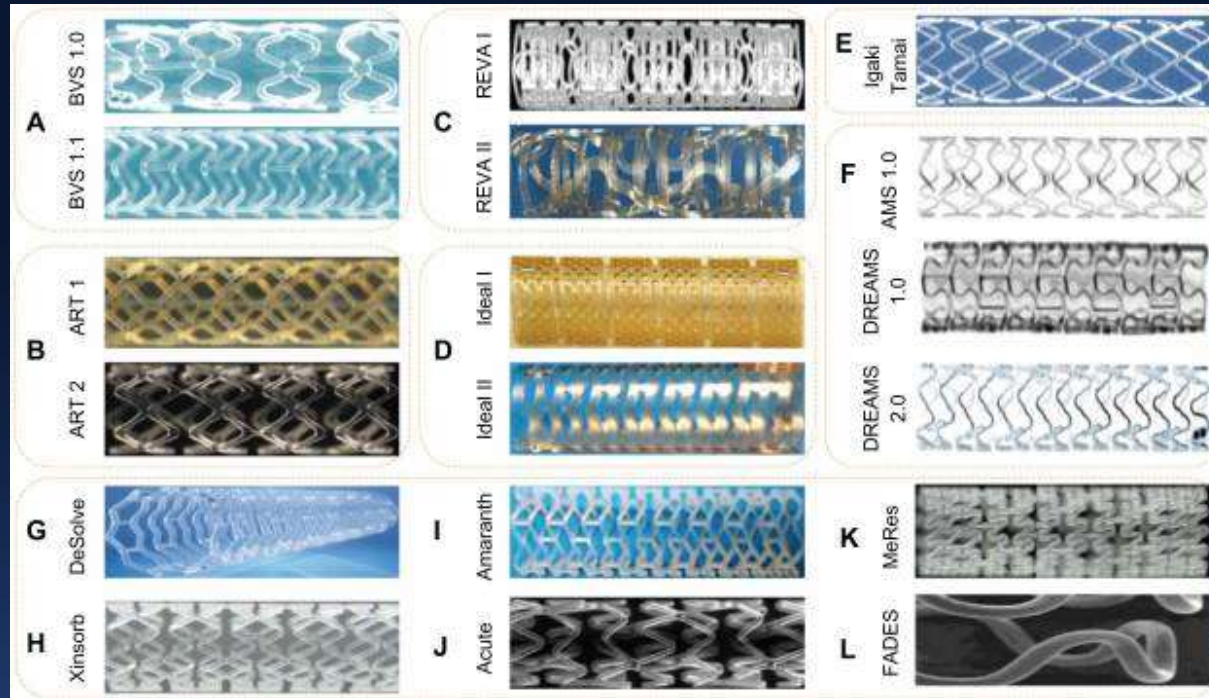 A
BVS 1.0
BVS 1.1
B
ART 1
ART 2
C
REVA I
REVA II
D
Ideal I
Ideal II
E
Igaki
Tamai
F
AMS 1.0
DREAMS
1.0
DREAMS
2.0
G
DeSolve
H
Xinsorb
I
Amaranth
J
Acute
K
MeRes
L
FADES